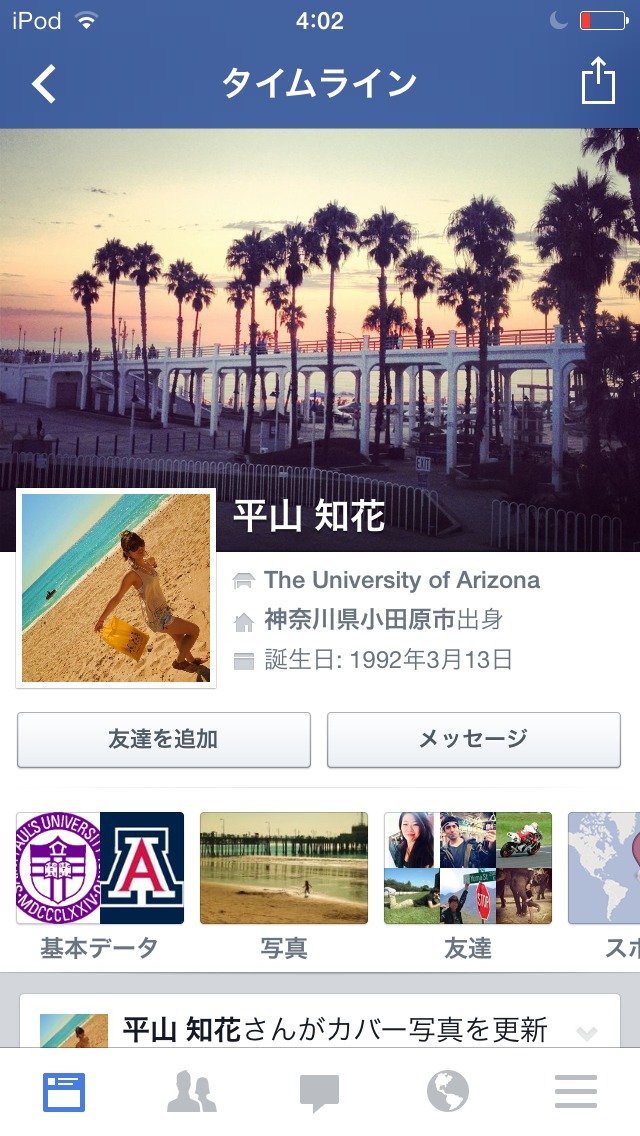 iPod
4:02
タイムライン
EXIT
平山 知花
The University of Arizona
神奈川県小田原市出身
誕生日: 1992年3月13日
友達を追加
メッセージ
PAUL'S UNIVERSITY
MDCCCLXXIV
A
STOP
基本データ
写真
友達
スポ
平山 知花さんがカバー写真を更新